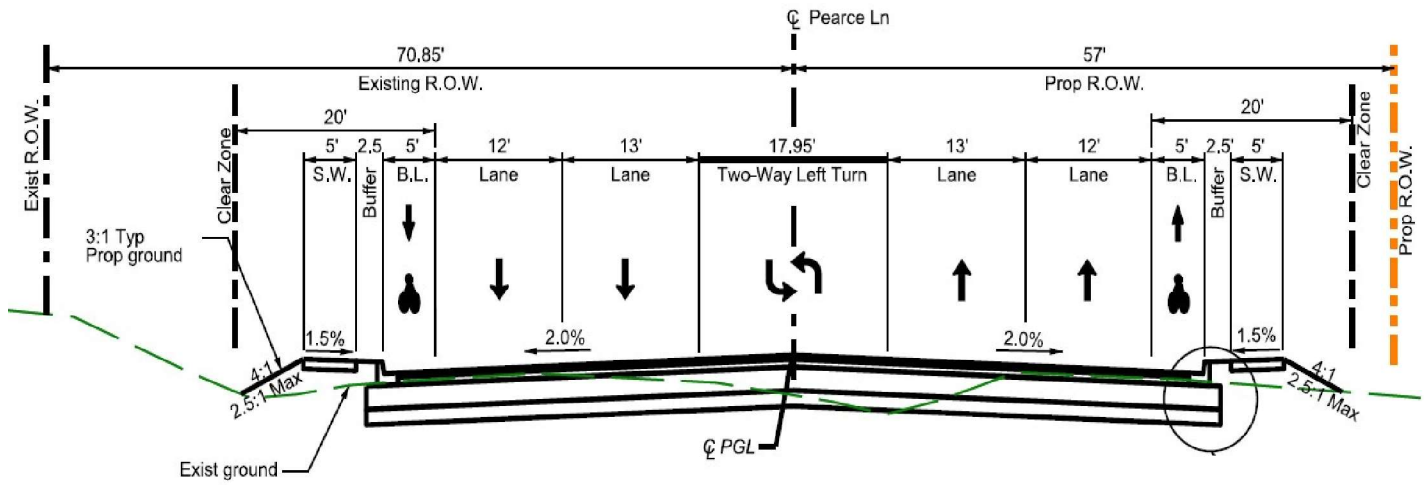 ℄ Pearce Ln
70.85'
57'
Existing R.O.W.
Prop R.O.W.
Exist R.O.W.
Clear Zone
20'
20'
Clear Zone
Prop R.O.W.
5'
2.5
5'
12'
13'
17.95'
13'
12'
5'
2.5'
5'
S.W.
Buffer
B.L.
Lane
Lane
Two-Way Left Turn
Lane
Lane
B.L.
Buffer
S.W.
3:1 Typ
Prop ground
1.5%
2.0%
2.0%
1.5%
4:1
2.5:1 Max
4:1
2.5:1 Max
℄ PGL
Exist ground